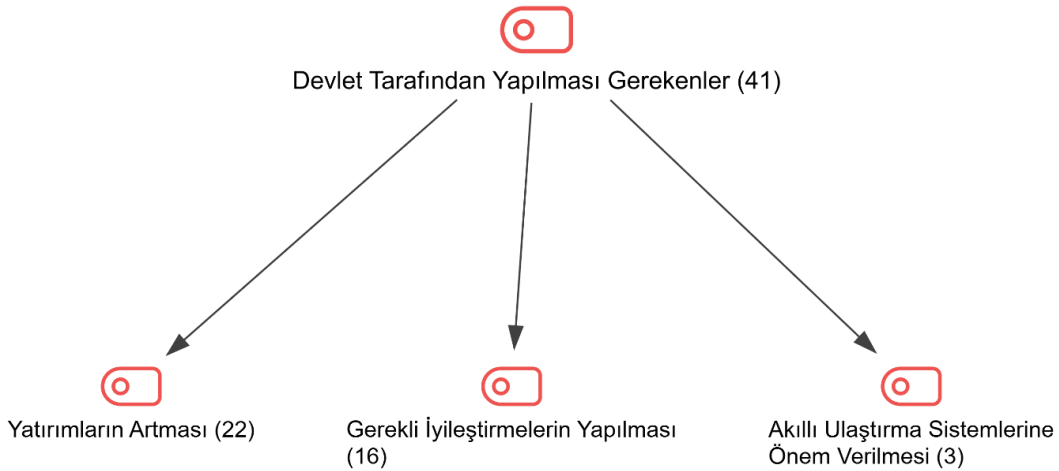 Devlet Tarafından Yapılması Gerekenler (41)
Yatırımların Artması (22)
Gerekli İyileştirmelerin Yapılması
(16)
Akıllı Ulaştırma Sistemlerine
Önem Verilmesi (3)